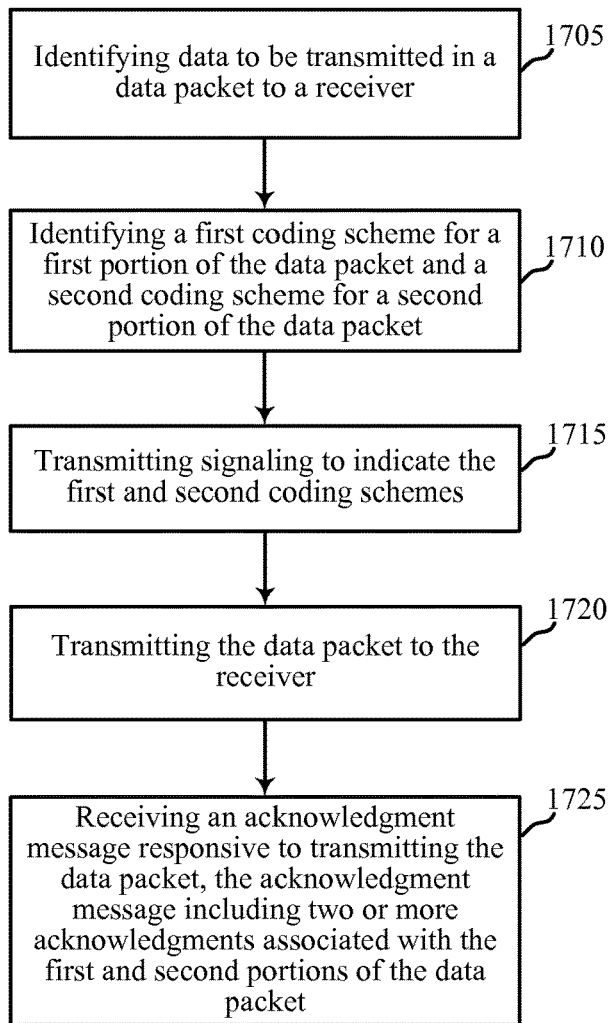 Identifying data to be transmitted in a
data packet to a receiver
1705
Identifying a first coding scheme for a
first portion of the data packet and a
second coding scheme for a second
portion of the data packet
1710
Transmitting signaling to indicate the
first and second coding schemes
1715
Transmitting the data packet to the
receiver
1720
Receiving an acknowledgment
message responsive to transmitting the
data packet, the acknowledgment
message including two or more
acknowledgments associated with the
first and second portions of the data
packet
1725